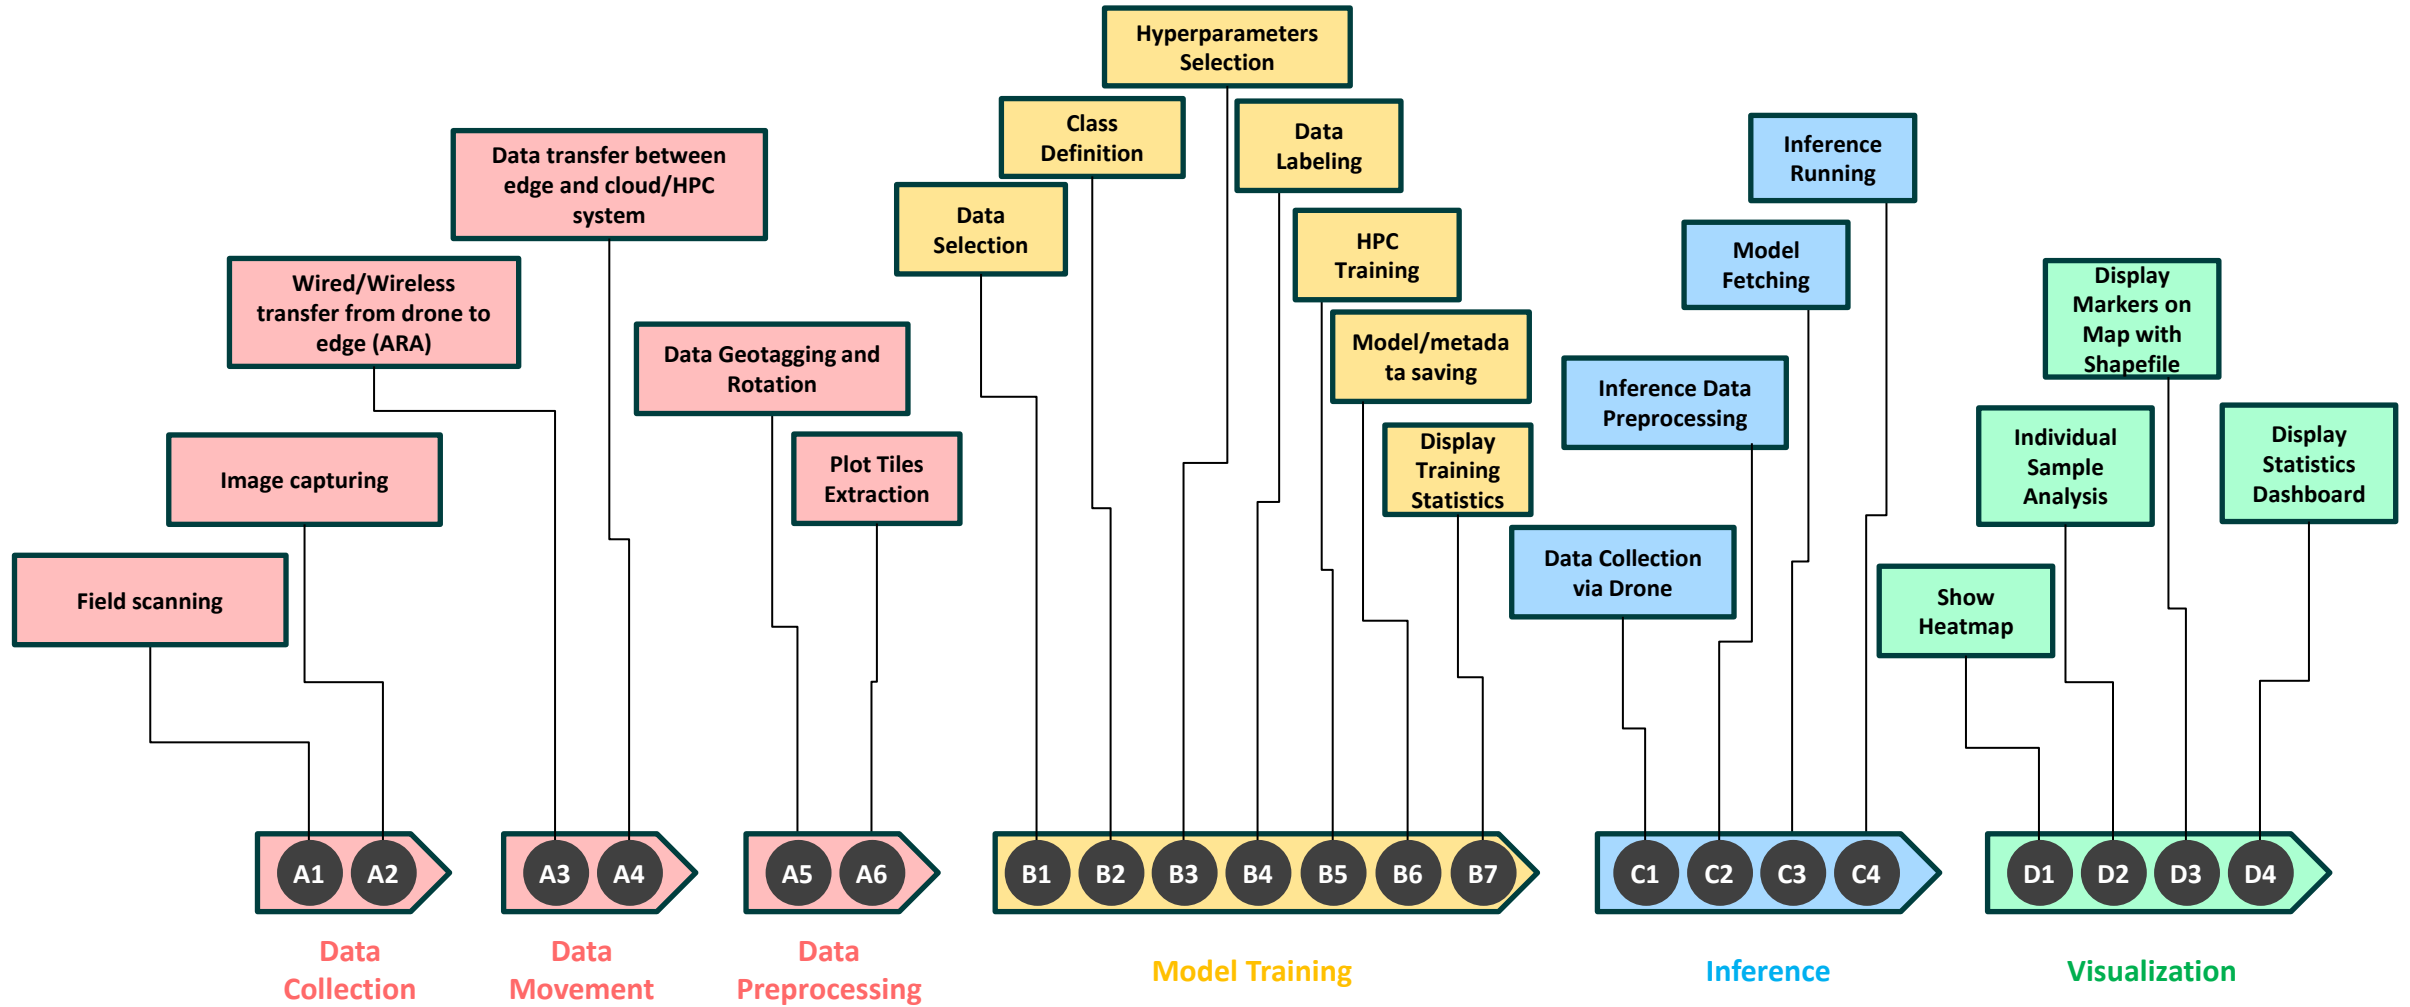 Hyperparameters
Selection
Class
Definition
Data
Labeling
Inference
Running
Data transfer between
edge and cloud/HPC
system
Data
Selection
HPC
Training
Model
Fetching
Wired/Wireless
transfer from drone to
edge (ARA)
Display
Markers on
Map with
Shapefile
Data Geotagging and
Rotation
Model/metada
ta saving
Inference Data
Preprocessing
Image capturing
Plot Tiles
Extraction
Display
Training
Statistics
Individual
Sample
Analysis
Display
Statistics
Dashboard
Field scanning
Data Collection
via Drone
Show
Heatmap
A1 A2 A3 A4 A5 A6 B1 B2 B3 B4 B5 B6 B7 C1 C2 C3 C4 D1 D2 D3 D4
Data
Collection
Data
Movement
Data
Preprocessing
Model Training
Inference
Visualization